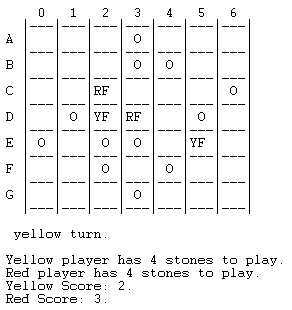 0 1 2 3 4 5 6
A O
B O O
C RF O
D O YF RF O
E O O O YF
F O O
G O
yellow turn.
Yellow player has 4 stones to play.
Red player has 4 stones to play.
Yellow Score: 2.
Red Score: 3.